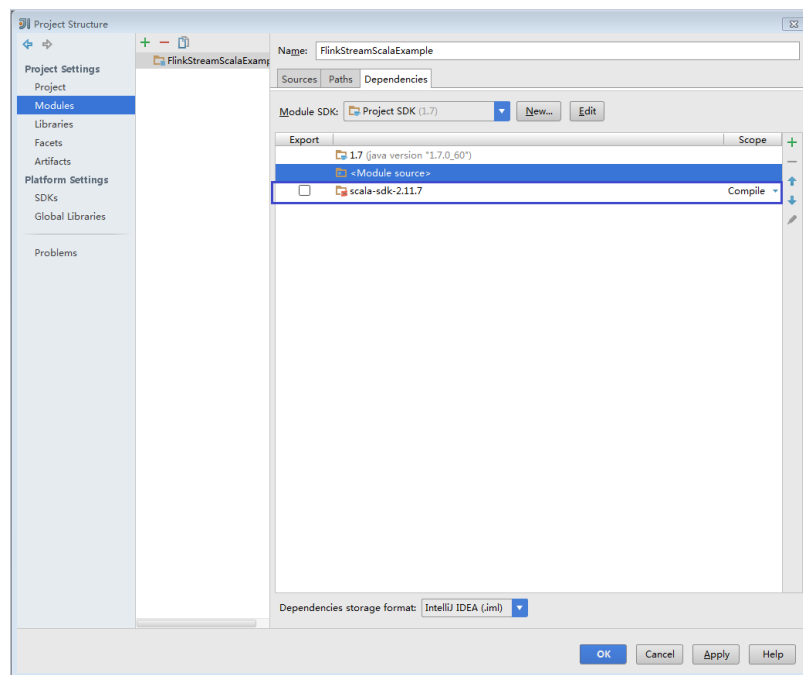 Project Structure
Project Settings
Project
Modules
Libraries
Facets
Artifacts
Platform Settings
SDKs
Global Libraries
Problems
FlinkStreamScalaExamp
Name: FlinkStreamScalaExample
Sources Paths Dependencies
Module SDK: Project SDK (1.7) New... Edit
Export Scope
1.7 (java version "1.7.0_60")
<Module source>
scala-sdk-2.11.7 Compile
Dependencies storage format: IntelliJ IDEA (.iml)
OK Cancel Apply Help